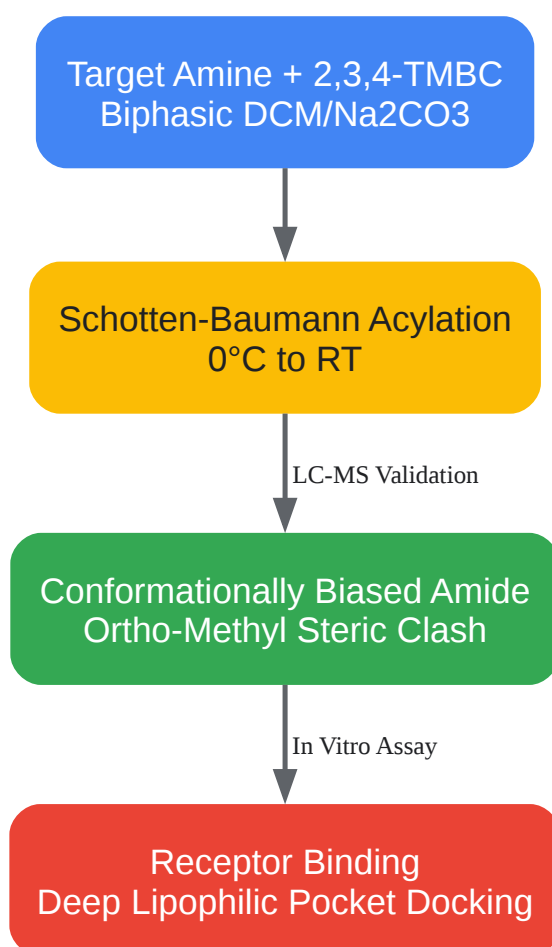 Target Amine + 2,3,4-TMBC
Biphasic DCM/Na2CO3
Schotten-Baumann Acylation
0°C to RT
LC-MS Validation
Conformationally Biased Amide
Ortho-Methyl Steric Clash
In Vitro Assay
Receptor Binding
Deep Lipophilic Pocket Docking